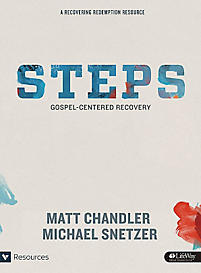 A RECOVERING REDEMPTION RESOURCE
STEPS
GOSPEL-CENTERED RECOVERY
MATT CHANDLER
MICHAEL SNETZER
Resources
LifeWay